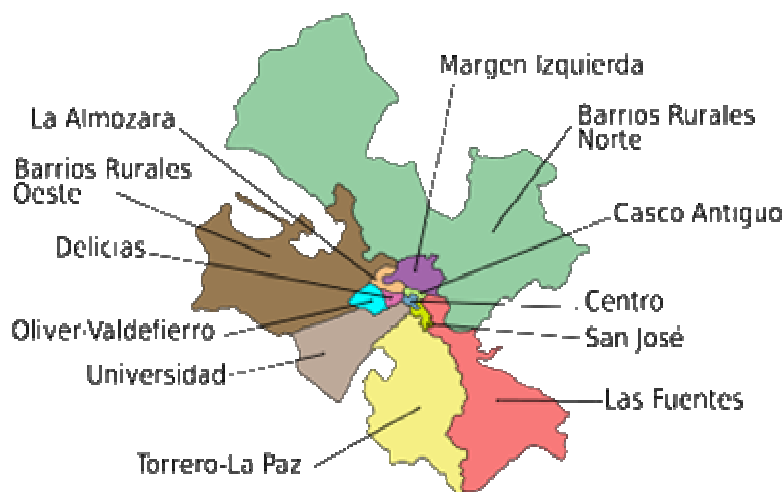 Margen Izquierda
La Almozara
Barrios Rurales
Norte
Barrios Rurales
Oeste
Casco Antiguo
Delicias
Centro
Oliver-Valdefierro
San José
Universidad
Las Fuentes
Torrero-La Paz